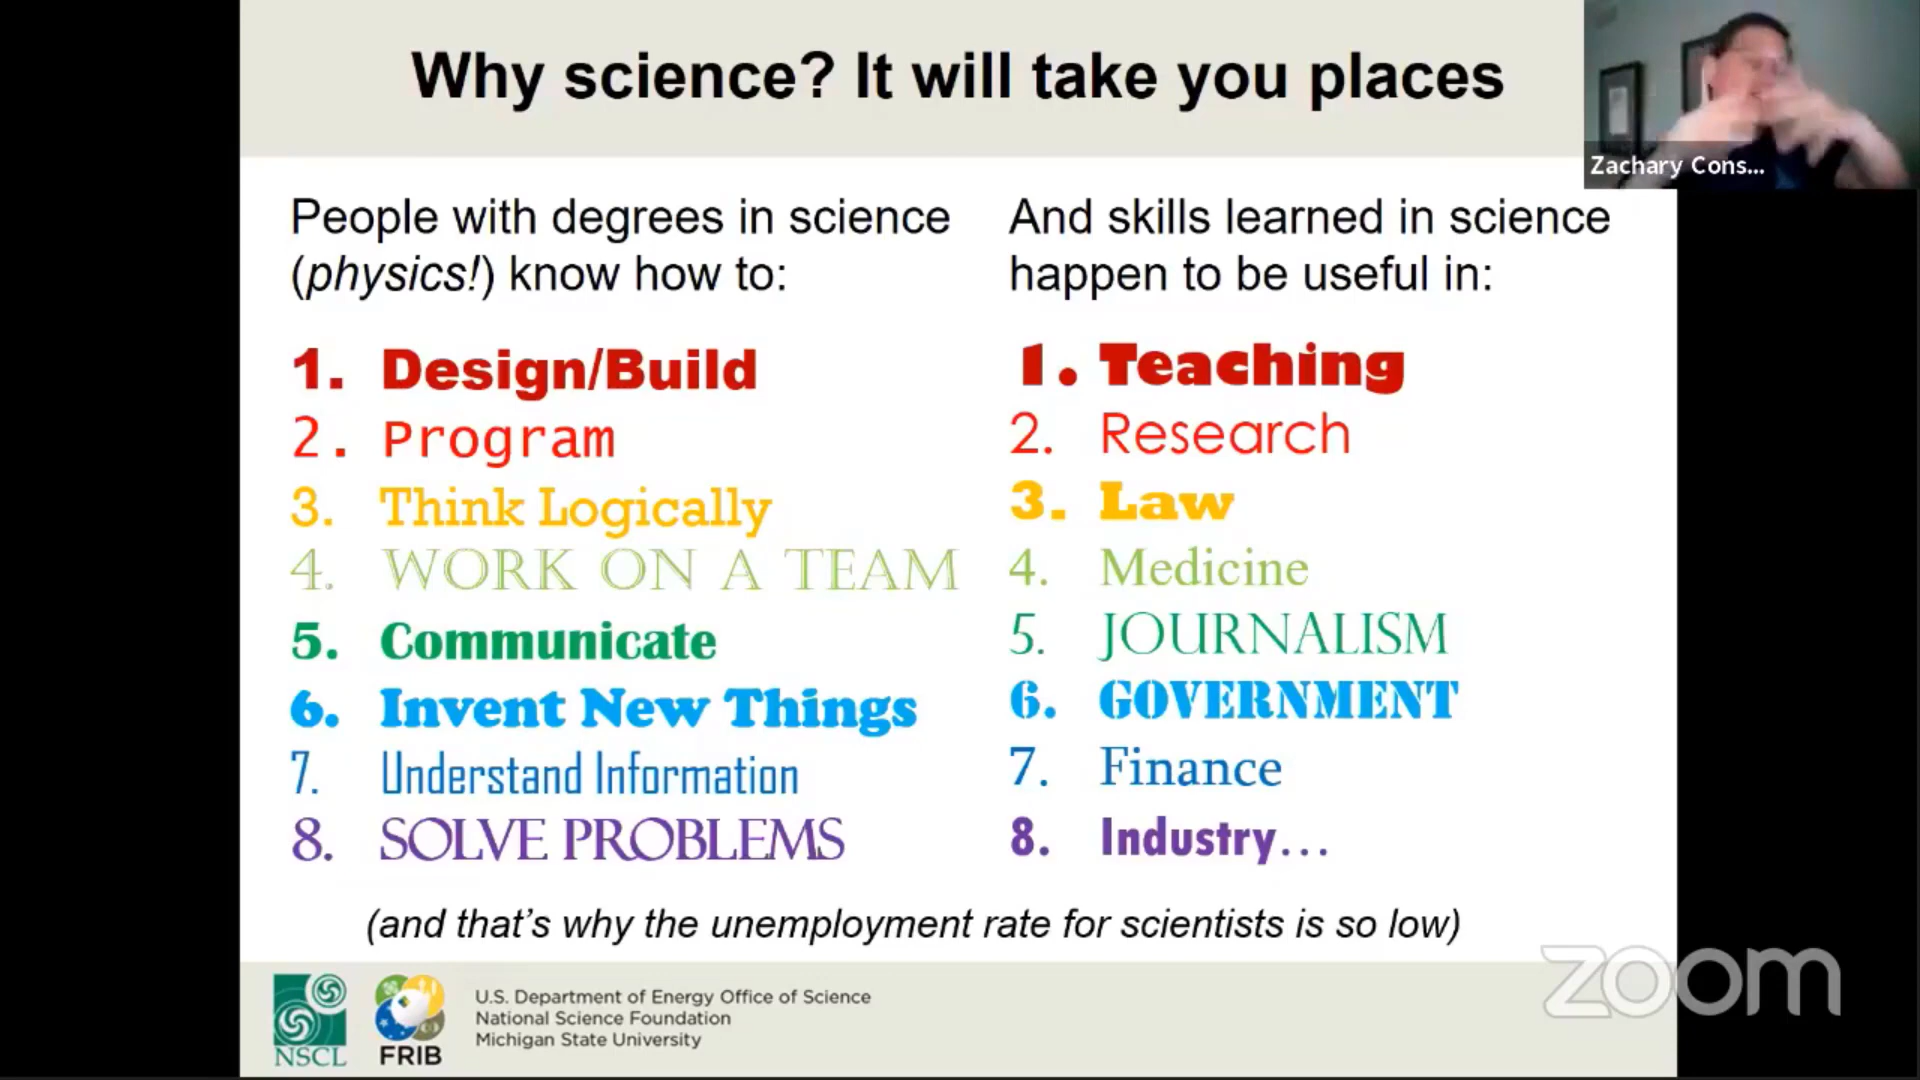 Why science? It will take you places
Zachary Cons...
People with degrees in science
(physics!) know how to:
1. Design/Build
2. Program
3. Think Logically
4. WORK ON A TEAM
5. Communicate
6. Invent New Things
7. Understand Information
8. SOLVE PROBLEMS
And skills learned in science
happen to be useful in:
1. Teaching
2. Research
3. Law
4. Medicine
5. JOURNALISM
6. GOVERNMENT
7. Finance
8. Industry...
(and that's why the unemployment rate for scientists is so low)
NSCL
FRIB
U.S. Department of Energy Office of Science
National Science Foundation
Michigan State University
zoom